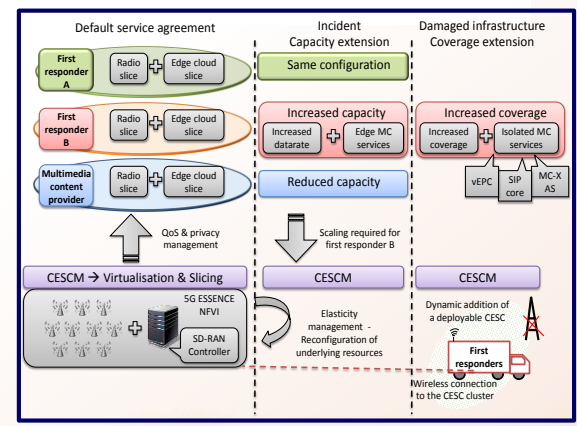 Default service agreement
Incident
Capacity extension
Damaged infrastructure
Coverage extension
First
responder
A
Radio
slice
Edge cloud
slice
Same configuration
First
responder
B
Radio
slice
Edge cloud
slice
Increased capacity
Increased
datarate
Edge MC
services
Increased coverage
Increased
coverage
Isolated MC
services
Multimedia
content
provider
Radio
slice
Edge cloud
slice
Reduced capacity
vEPC
SIP
core
MC-X
AS
QoS & privacy
management
Scaling required for
first responder B
CESCM → Virtualisation & Slicing
CESCM
CESCM
5G ESSENCE
NFVI
SD-RAN
Controller
Elasticity
management -
Reconfiguration of
underlying resources
Dynamic addition of
a deployable CESC
First
responders
Wireless connection
to the CESC cluster